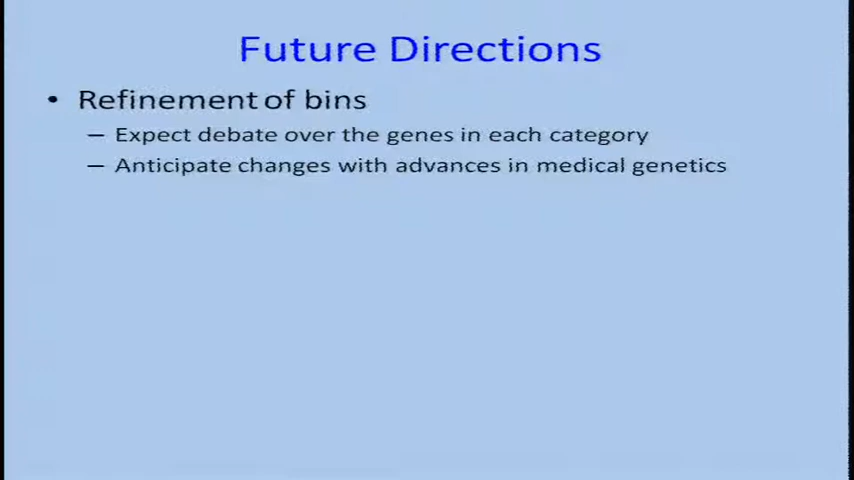 Future Directions
• Refinement of bins
– Expect debate over the genes in each category
– Anticipate changes with advances in medical genetics